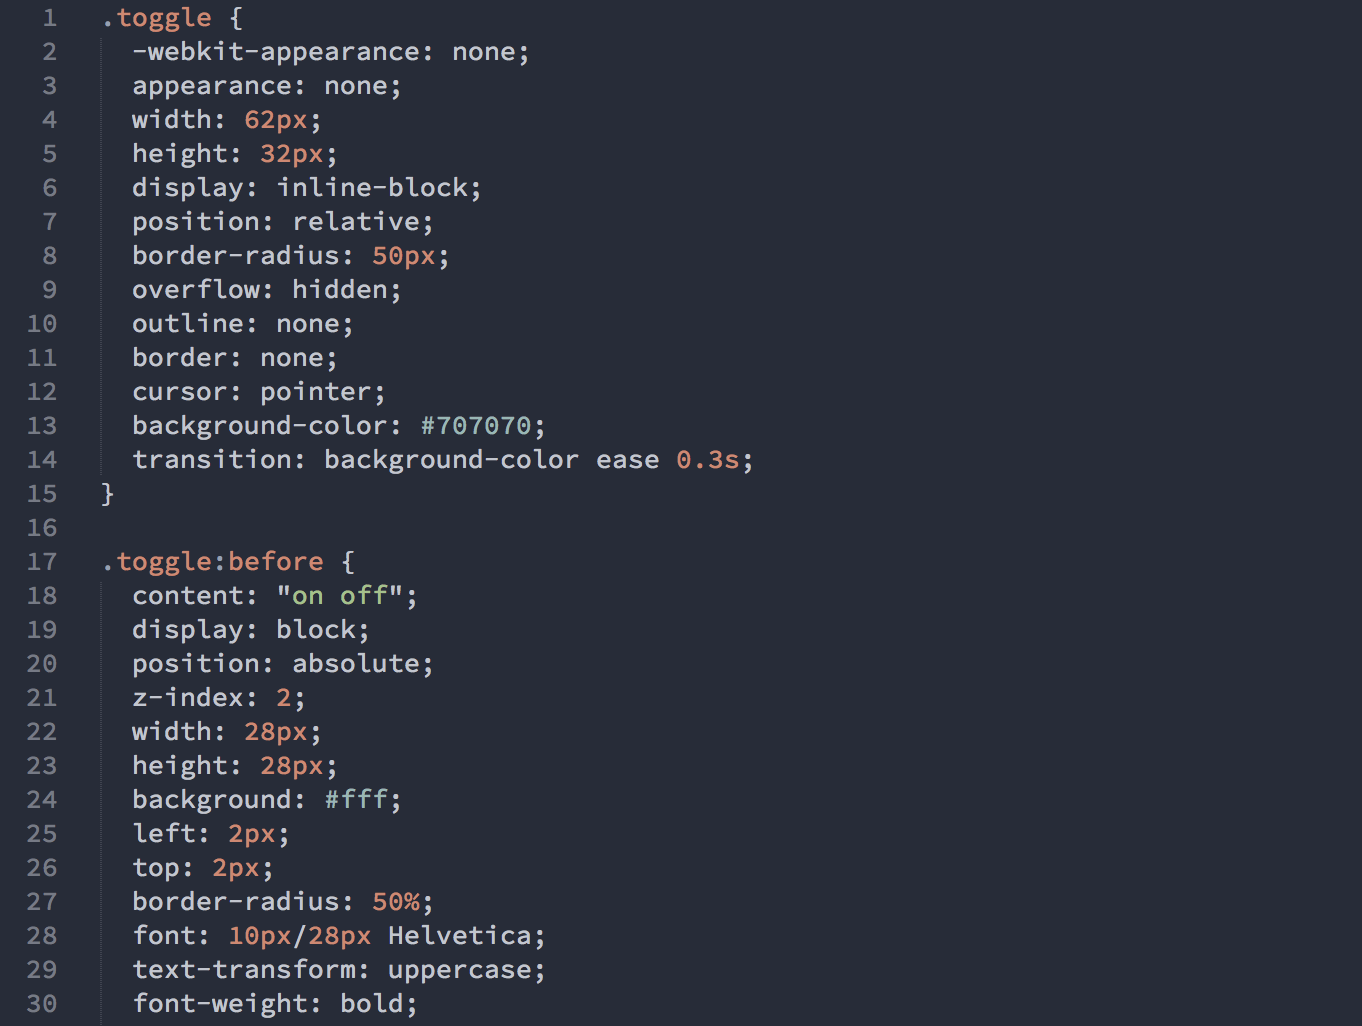 1 .toggle {
2 -webkit-appearance: none;
3 appearance: none;
4 width: 62px;
5 height: 32px;
6 display: inline-block;
7 position: relative;
8 border-radius: 50px;
9 overflow: hidden;
10 outline: none;
11 border: none;
12 cursor: pointer;
13 background-color: #707070;
14 transition: background-color ease 0.3s;
15 }
16
17 .toggle:before {
18 content: "on off";
19 display: block;
20 position: absolute;
21 z-index: 2;
22 width: 28px;
23 height: 28px;
24 background: #fff;
25 left: 2px;
26 top: 2px;
27 border-radius: 50%;
28 font: 10px/28px Helvetica;
29 text-transform: uppercase;
30 font-weight: bold;